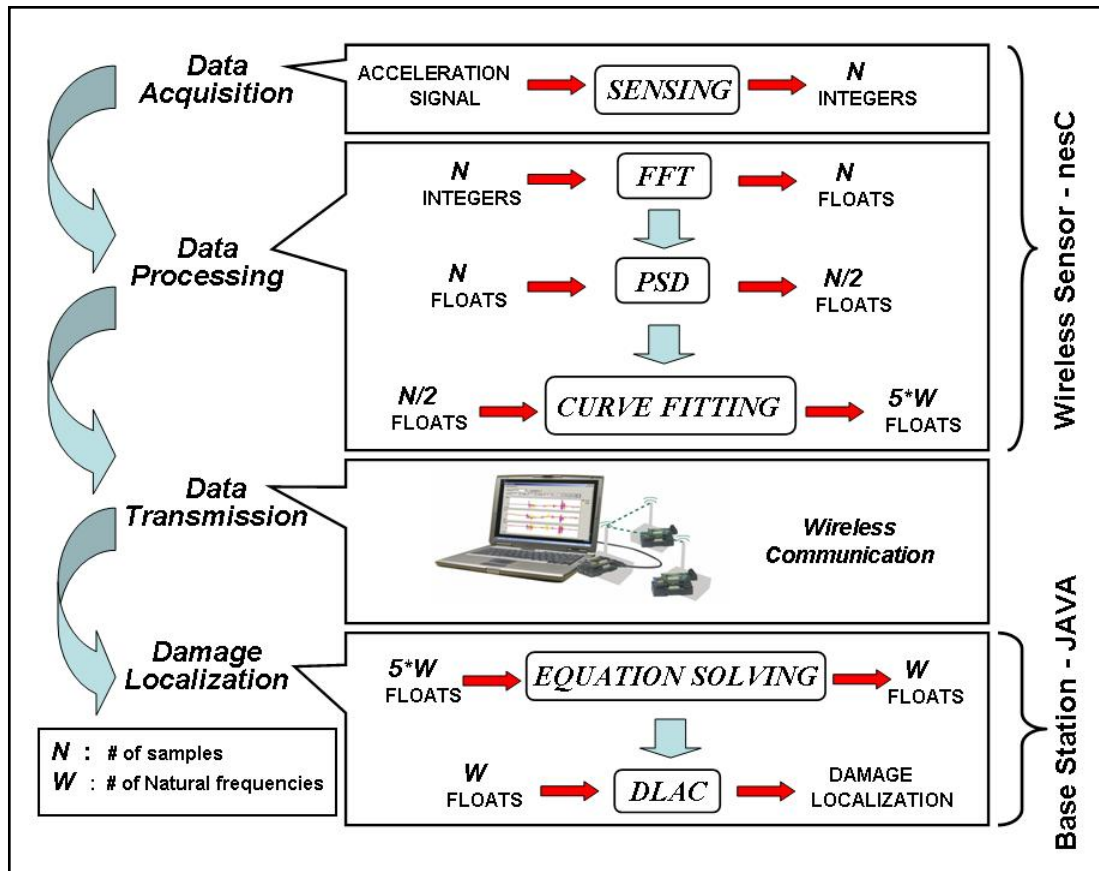 Data
Acquisition
ACCELERATION
SIGNAL
SENSING
N
INTEGERS
Data
Processing
N
INTEGERS
FFT
N
FLOATS
N
FLOATS
PSD
N/2
FLOATS
N/2
FLOATS
CURVE FITTING
5*W
FLOATS
Wireless Sensor - nesC
Data
Transmission
Wireless
Communication
Damage
Localization
5*W
FLOATS
EQUATION SOLVING
W
FLOATS
W
FLOATS
DLAC
DAMAGE
LOCALIZATION
Base Station - JAVA
N : # of samples
W : # of Natural frequencies